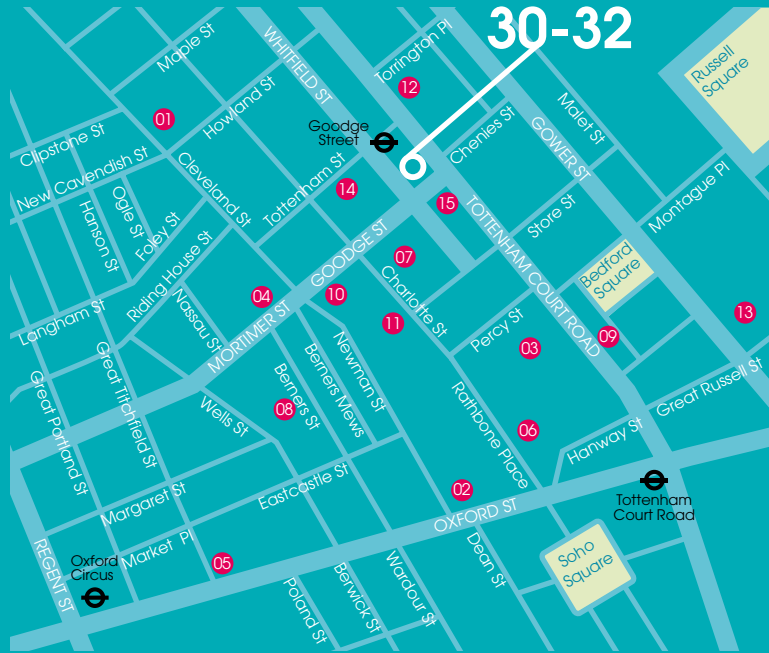 30-32
Maple St
WHITFIELD ST
Torrington Pl
Russell
Square
12
01
Howland St
Goodge
Street
Chenies St
Malet St
GOWER ST
Clipstone St
New Cavendish St
Cleveland St
Tottenham St
14
15
Montague Pl
Hanson St
Ogle St
Foley St
Store St
TOTTENHAM COURT ROAD
Riding House St
GOODGE ST
07
Bedford
Square
Langham St
Nassau St
04
10
Charlotte St
11
13
MORTIMER ST
Percy St
03
09
Great Portland St
Great Titchfield St
Newman St
Berners Mews
Berners St
08
Wells St
Rathbone Place
06
Great Russell St
Hanway St
Margaret St
Eastcastle St
02
OXFORD ST
Tottenham
Court Road
REGENT ST
Oxford
Circus
Market Pl
05
Dean St
Soho
Square
Poland St
Berwick St
Wardour St